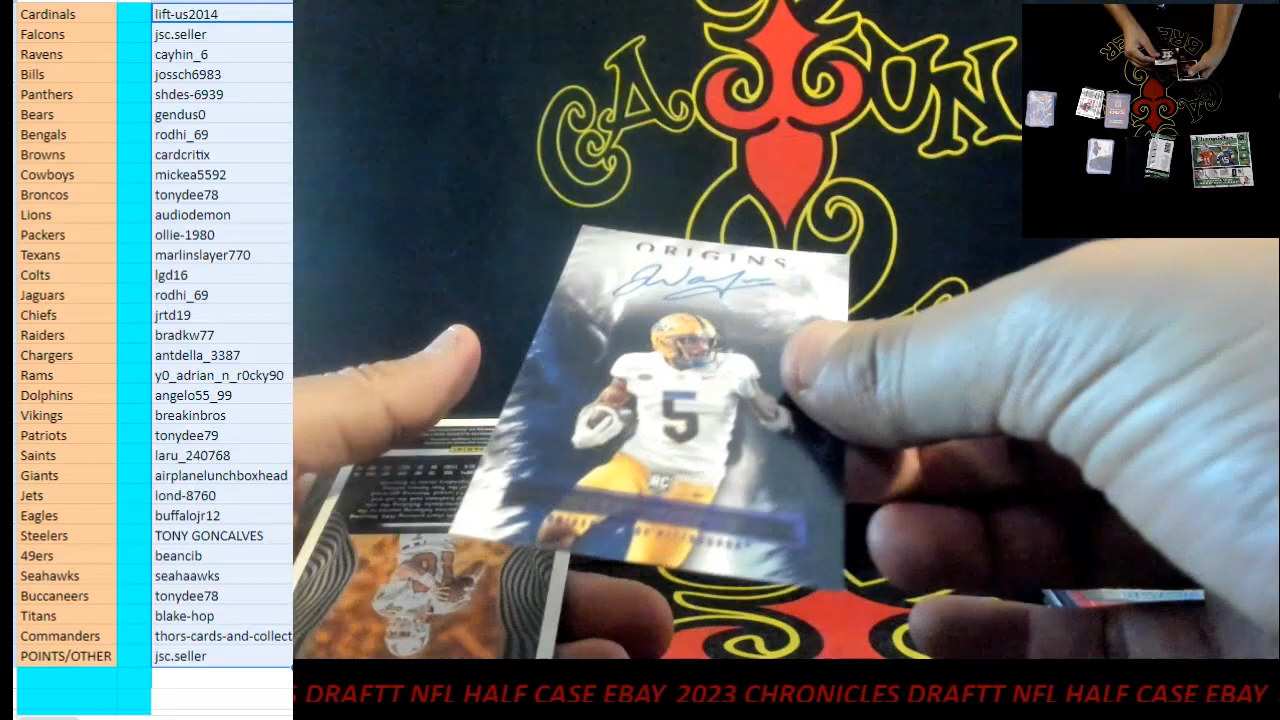 Cardinals lift-us2014
Falcons jsc.seller
Ravens cayhin_6
Bills jossch6983
Panthers shdes-6939
Bears gendus0
Bengals rodhi_69
Browns cardcritix
Cowboys mickea5592
Broncos tonydee78
Lions audiodemon
Packers ollie-1980
Texans marlinslayer770
Colts lgd16
Jaguars rodhi_69
Chiefs jrtd19
Raiders bradkw77
Chargers antdella_3387
Rams y0_adrian_n_r0cky90
Dolphins angelo55_99
Vikings breakinbros
Patriots tonydee79
Saints laru_240768
Giants airplanelunchboxhead
Jets lond-8760
Eagles buffalojr12
Steelers TONY GONCALVES
49ers beancib
Seahawks seahaawks
Buccaneers tonydee78
Titans blake-hop
Commanders thors-cards-and-collect
POINTS/OTHER jsc.seller
CA
UN
ORIGINS
5
RC
Chronicles
S DRAFTT NFL HALF CASE EBAY 2023 CHRONICLES DRAFTT NFL HALF CASE EBAY